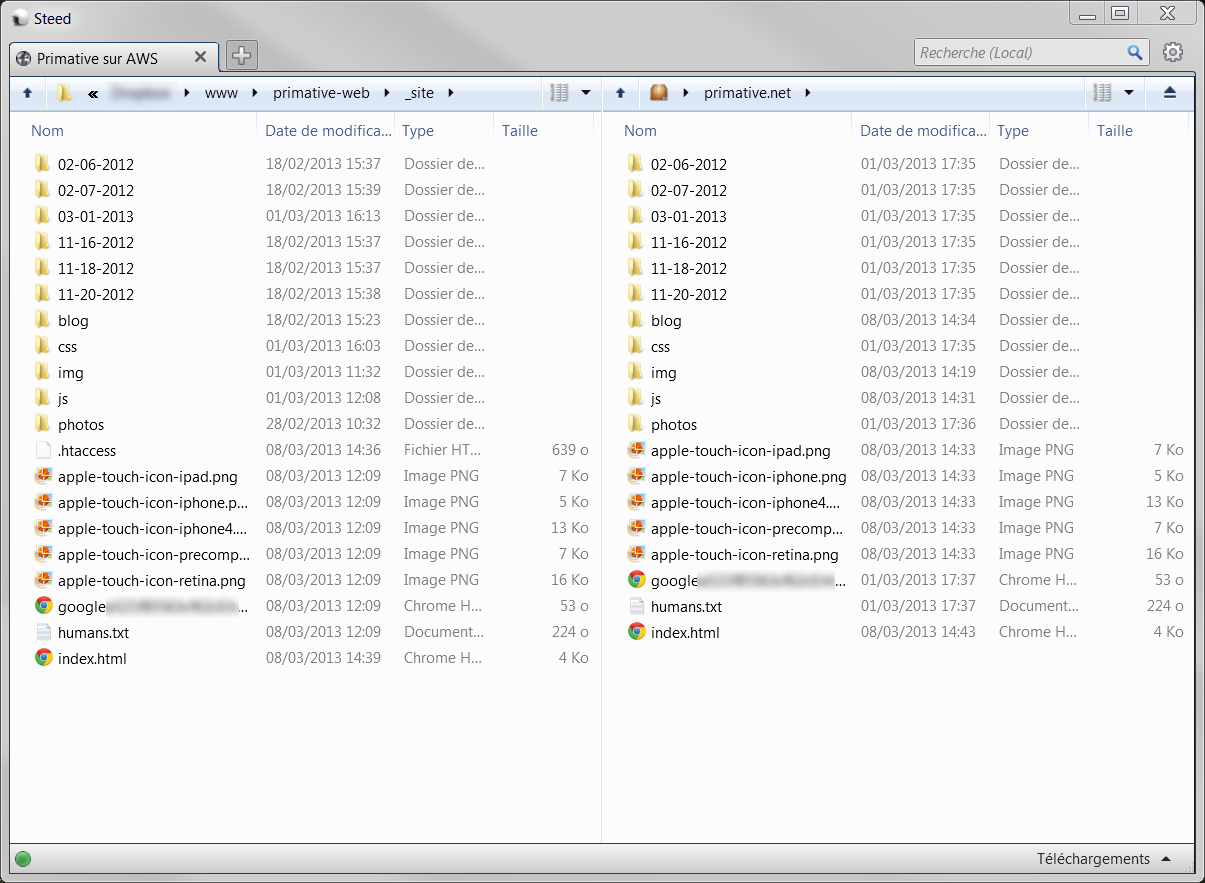 Steed
Primative sur AWS
Recherche (Local)
« www primative-web _site
primative.net
Nom Date de modifica... Type Taille
02-06-2012 18/02/2013 15:37 Dossier de...
02-07-2012 18/02/2013 15:39 Dossier de...
03-01-2013 01/03/2013 16:13 Dossier de...
11-16-2012 18/02/2013 15:37 Dossier de...
11-18-2012 18/02/2013 15:37 Dossier de...
11-20-2012 18/02/2013 15:38 Dossier de...
blog 18/02/2013 15:23 Dossier de...
css 01/03/2013 16:03 Dossier de...
img 01/03/2013 11:32 Dossier de...
js 01/03/2013 12:08 Dossier de...
photos 28/02/2013 10:32 Dossier de...
.htaccess 08/03/2013 14:36 Fichier HT... 639 o
apple-touch-icon-ipad.png 08/03/2013 12:09 Image PNG 7 Ko
apple-touch-icon-iphone.p... 08/03/2013 12:09 Image PNG 5 Ko
apple-touch-icon-iphone4.... 08/03/2013 12:09 Image PNG 13 Ko
apple-touch-icon-precomp... 08/03/2013 12:09 Image PNG 7 Ko
apple-touch-icon-retina.png 08/03/2013 12:09 Image PNG 16 Ko
google... 08/03/2013 12:09 Chrome H... 53 o
humans.txt 08/03/2013 12:09 Document... 224 o
index.html 08/03/2013 14:39 Chrome H... 4 Ko
Nom Date de modifica... Type Taille
02-06-2012 01/03/2013 17:35 Dossier de...
02-07-2012 01/03/2013 17:35 Dossier de...
03-01-2013 01/03/2013 17:35 Dossier de...
11-16-2012 01/03/2013 17:35 Dossier de...
11-18-2012 01/03/2013 17:35 Dossier de...
11-20-2012 01/03/2013 17:35 Dossier de...
blog 08/03/2013 14:34 Dossier de...
css 01/03/2013 17:35 Dossier de...
img 08/03/2013 14:19 Dossier de...
js 08/03/2013 14:31 Dossier de...
photos 01/03/2013 17:36 Dossier de...
apple-touch-icon-ipad.png 08/03/2013 14:33 Image PNG 7 Ko
apple-touch-icon-iphone.png 08/03/2013 14:33 Image PNG 5 Ko
apple-touch-icon-iphone4.... 08/03/2013 14:33 Image PNG 13 Ko
apple-touch-icon-precomp... 08/03/2013 14:33 Image PNG 7 Ko
apple-touch-icon-retina.png 08/03/2013 14:33 Image PNG 16 Ko
google... 01/03/2013 17:37 Chrome H... 53 o
humans.txt 01/03/2013 17:37 Document... 224 o
index.html 08/03/2013 14:43 Chrome H... 4 Ko
Téléchargements